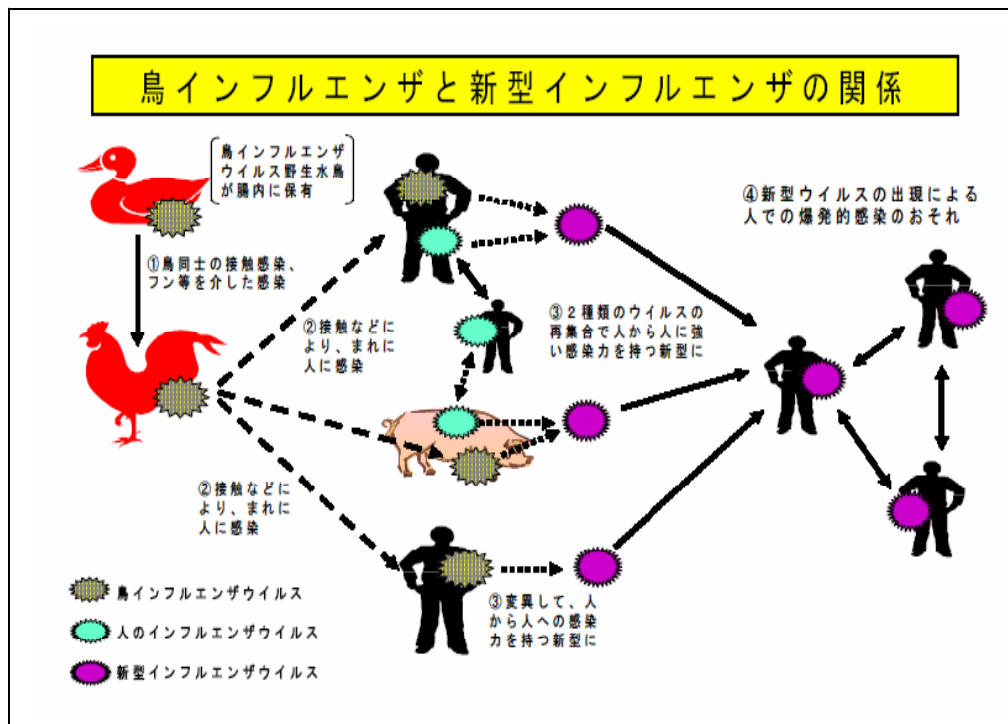 鳥インフルエンザと新型インフルエンザの関係
鳥インフルエンザ
ウイルス野生水鳥
が腸内に保有
①鳥同士の接触感染、
フン等を介した感染
②接触などに
より、まれに
人に感染
③２種類のウイルスの
再集合で人から人に強
い感染力を持つ新型に
④新型ウイルスの出現による
人での爆発的感染のおそれ
②接触などに
より、まれに
人に感染
③変異して、人
から人への感染
力を持つ新型に
鳥インフルエンザウイルス
人のインフルエンザウイルス
新型インフルエンザウイルス